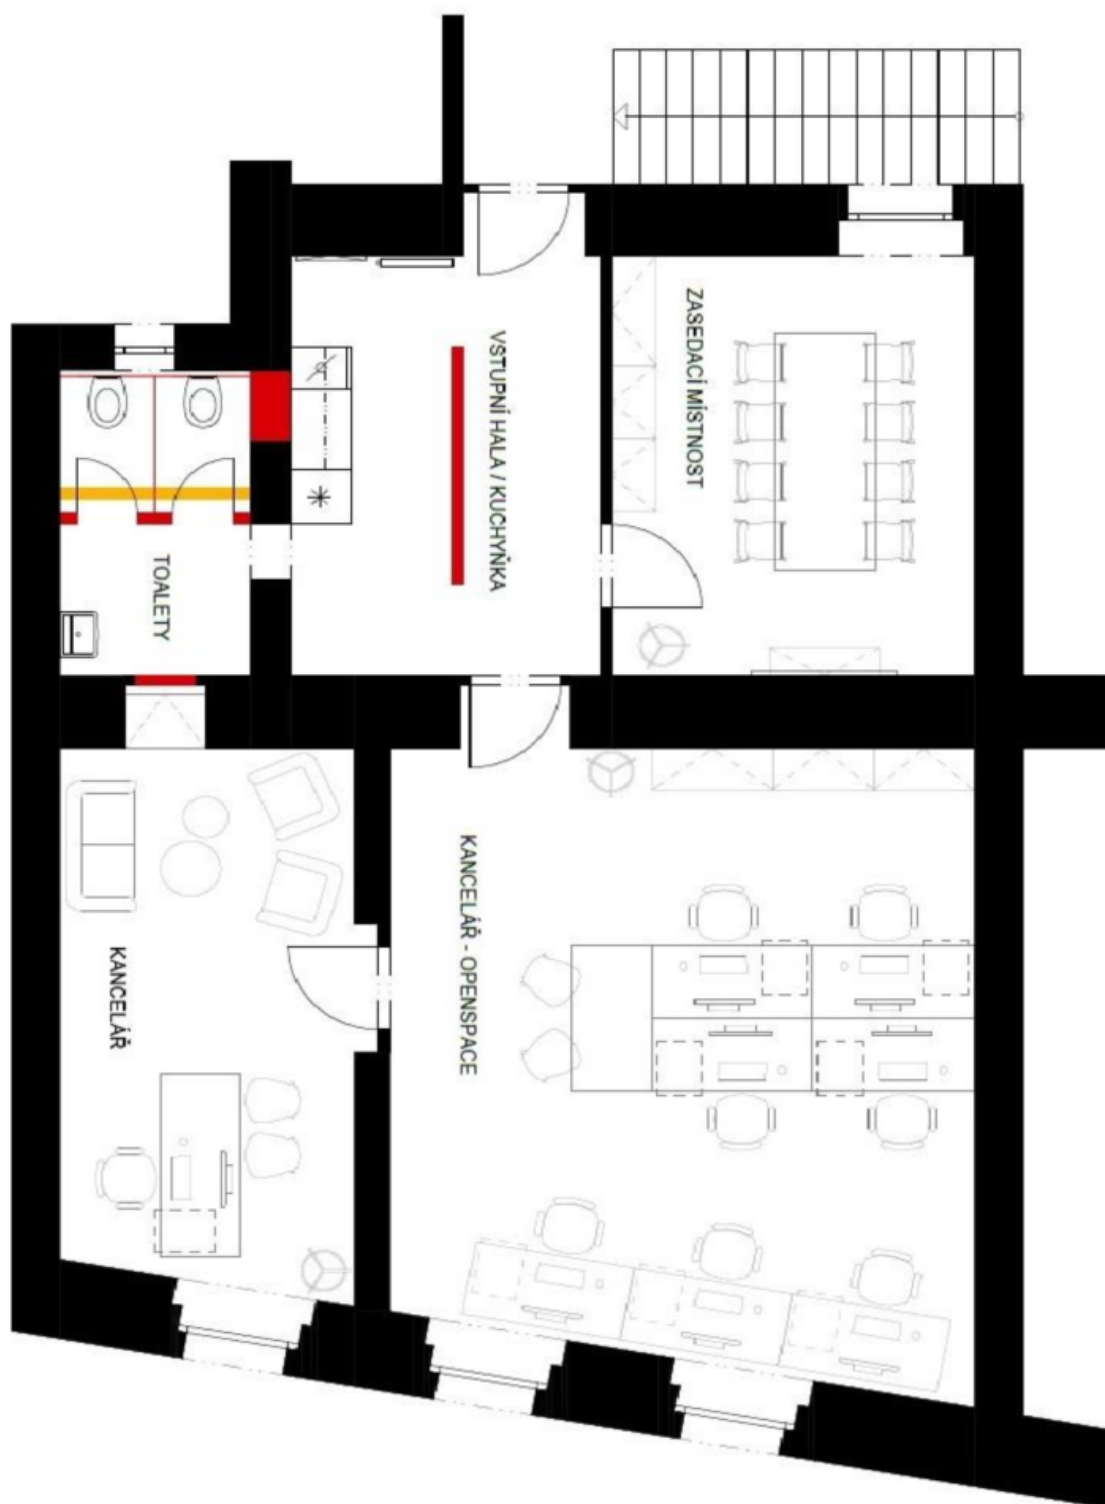 VSTUPNÍ HALA / KUCHYŇKA
ZASEDACÍ MÍSTNOST
TOALETY
KANCELÁŘ - OPENSPACE
KANCELÁŘ